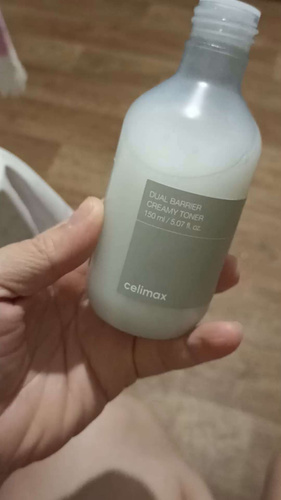 DUAL BARRIER
CREAMY TONER
150 ml / 5.07 fl. oz.
celimax